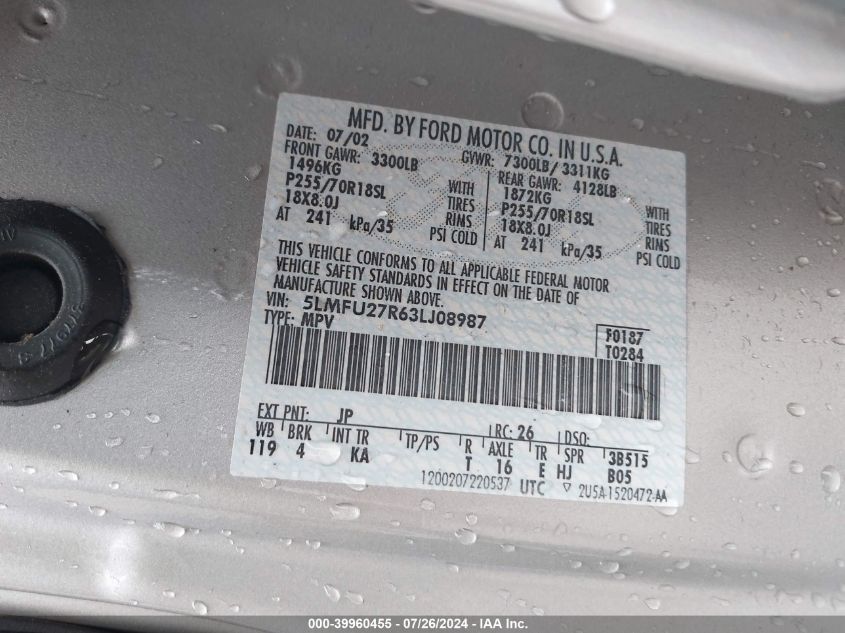 MFD. BY FORD MOTOR CO. IN U.S.A.
DATE: 07/02 GVWR: 7300LB/ 3311KG
FRONT GAWR: 3300LB REAR GAWR: 4128LB
1496KG 1872KG
P255/70R18SL WITH TIRES P255/70R18SL WITH TIRES
18X8.0J RINS 18X8.0J RINS
AT 241 kPa/35 PSI COLD AT 241 kPa/35 PSI COLD
THIS VEHICLE CONFORMS TO ALL APPLICABLE FEDERAL MOTOR
VEHICLE SAFETY STANDARDS IN EFFECT ON THE DATE OF
MANUFACTURE SHOWN ABOVE.
VIN: 5LMFU27R63LJ08987
TYPE: MPV F0187
T0284
EXT PNT: JP RC: 26 DSO:
WB BRK INT TR TP/PS R AXLE TR SPR 3B515
119 4 KA T 16 E HJ B05
1200207220537 UTC ▽ 2U5A-1520472-AA
000-39960455 - 07/26/2024 - IAA Inc.